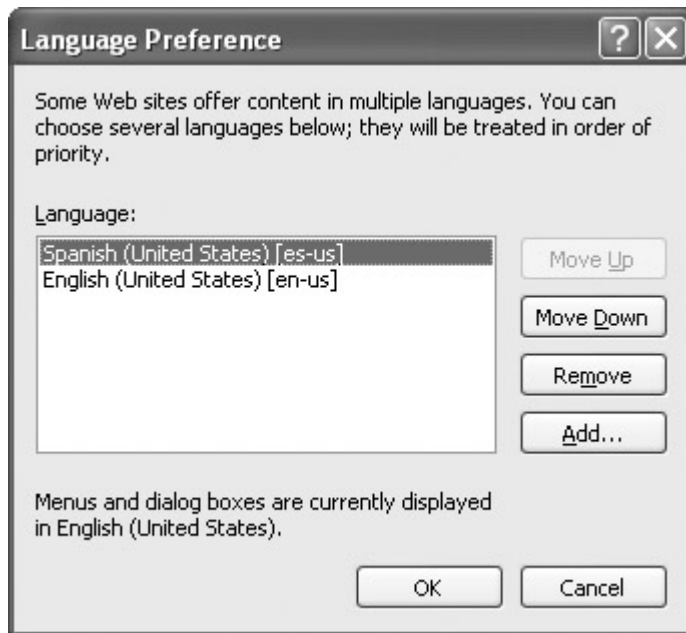 Language Preference
Some Web sites offer content in multiple languages. You can
choose several languages below; they will be treated in order of
priority.
Language:
Spanish (United States) [es-us]
English (United States) [en-us]
Move Up
Move Down
Remove
Add...
Menus and dialog boxes are currently displayed
in English (United States).
OK
Cancel